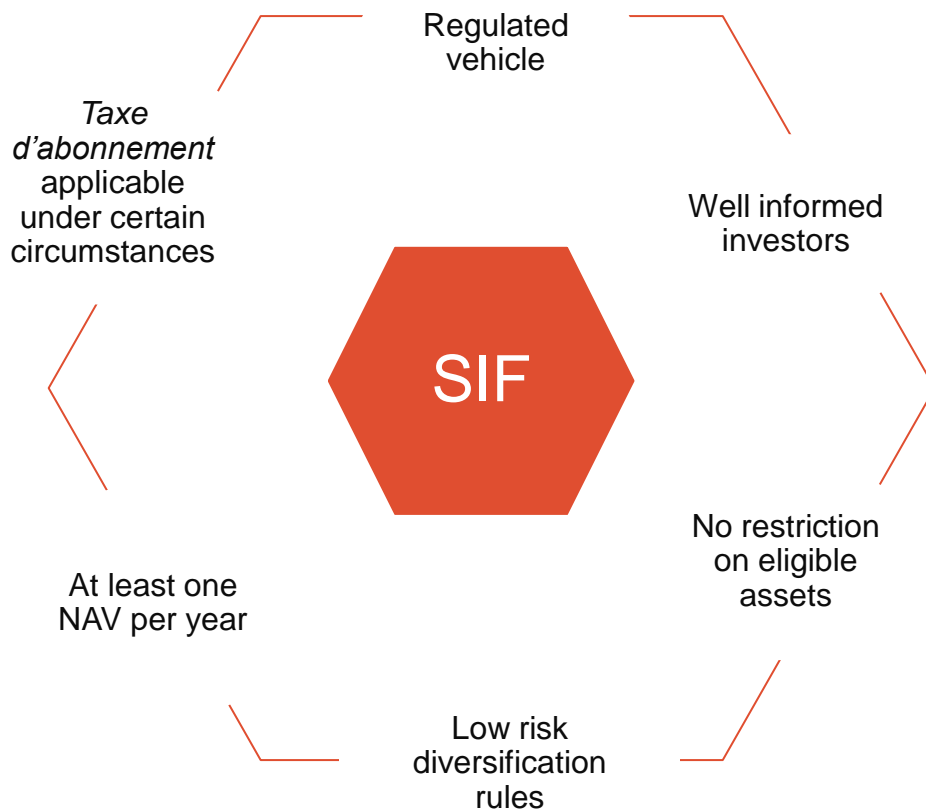 Regulated
vehicle
Taxe
d’abonnement
applicable
under certain
circumstances
Well informed
investors
SIF
No restriction
on eligible
assets
At least one
NAV per year
Low risk
diversification
rules